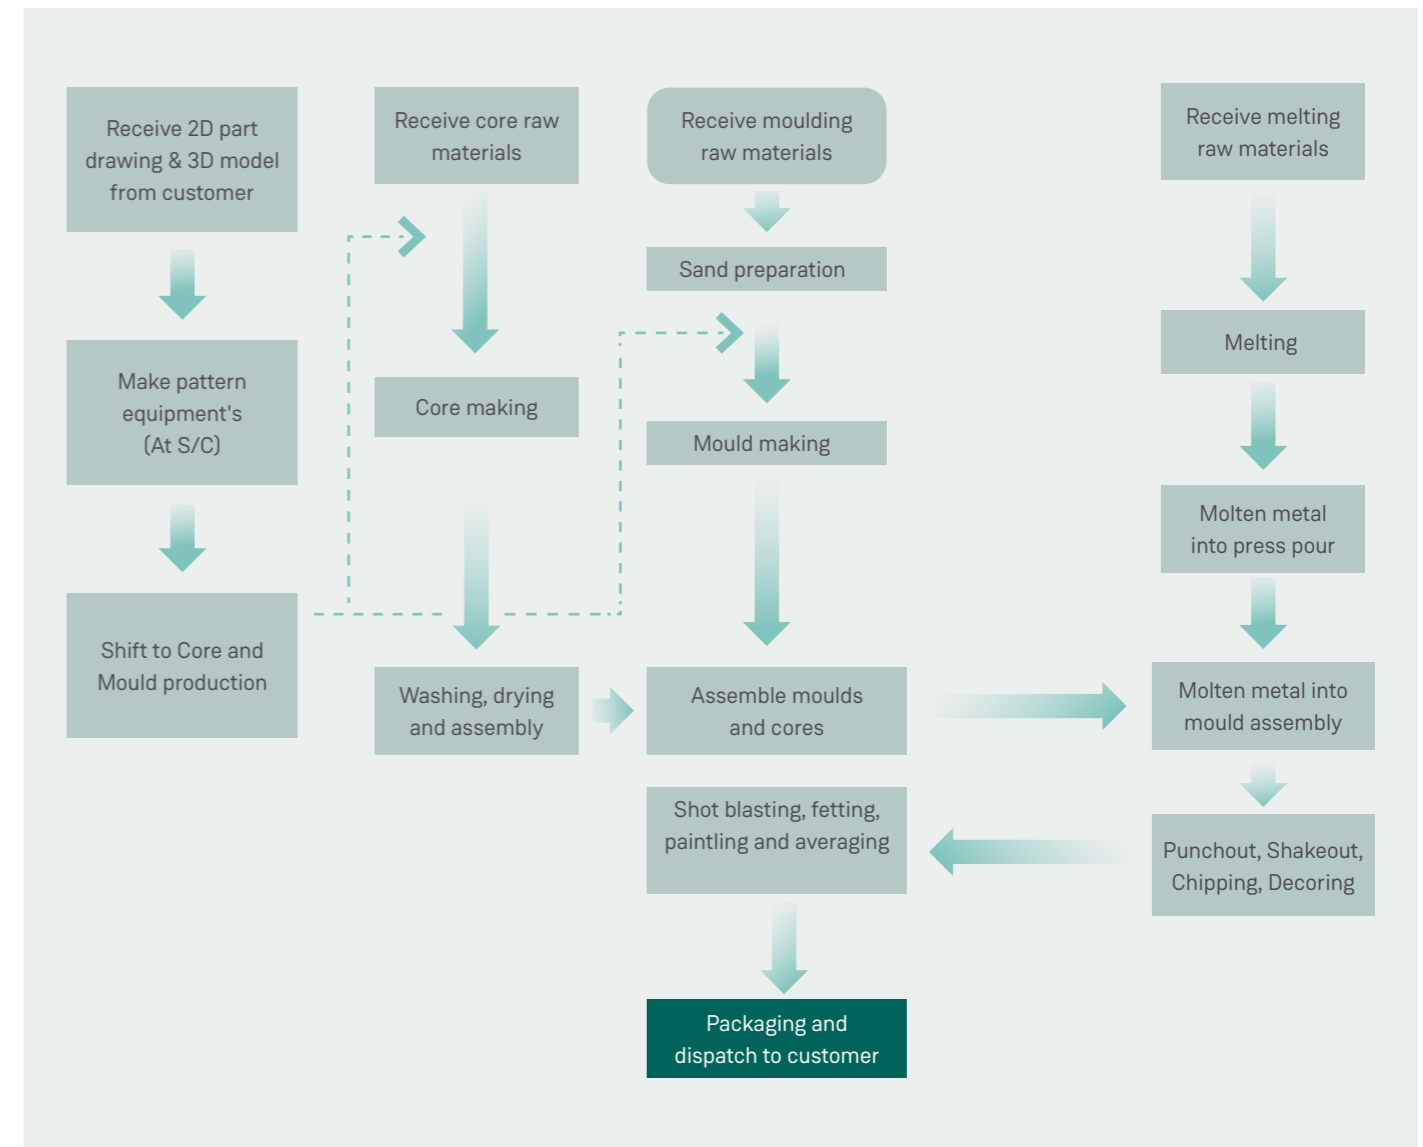 Receive 2D part
drawing & 3D model
from customer
Make pattern
equipment's
(At S/C)
Shift to Core and
Mould production
Receive core raw
materials
Core making
Washing, drying
and assembly
Receive moulding
raw materials
Sand preparation
Mould making
Assemble moulds
and cores
Receive melting
raw materials
Melting
Molten metal
into press pour
Molten metal into
mould assembly
Punchout, Shakeout,
Chipping, Decoring
Shot blasting, fetting,
paintling and averaging
Packaging and
dispatch to customer